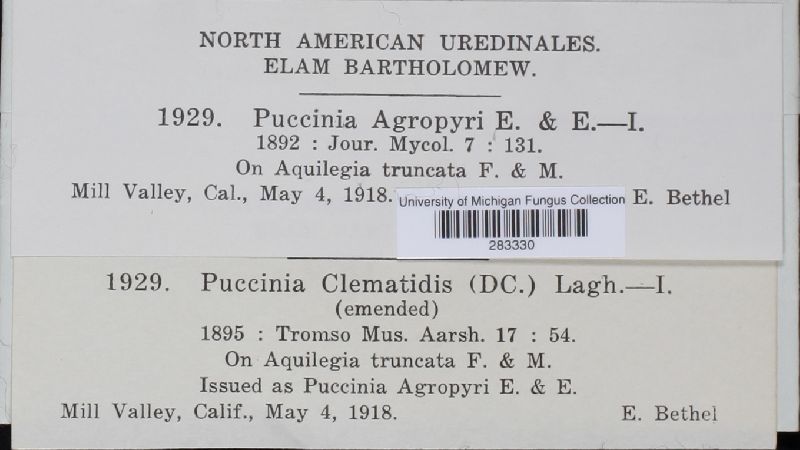 NORTH AMERICAN UREDINALES.
ELAM BARTHOLOMEW.
1929. Puccinia Agropyri E. & E.—I.
1892 : Jour. Mycol. 7 : 131.
On Aquilegia truncata F. & M.
Mill Valley, Cal., May 4, 1918. E. Bethel
University of Michigan Fungus Collection
283330
1929. Puccinia Clematidis (DC.) Lagh.—I.
(emended)
1895 : Tromso Mus. Aarsh. 17 : 54.
On Aquilegia truncata F. & M.
Issued as Puccinia Agropyri E. & E.
Mill Valley, Calif., May 4, 1918. E. Bethel